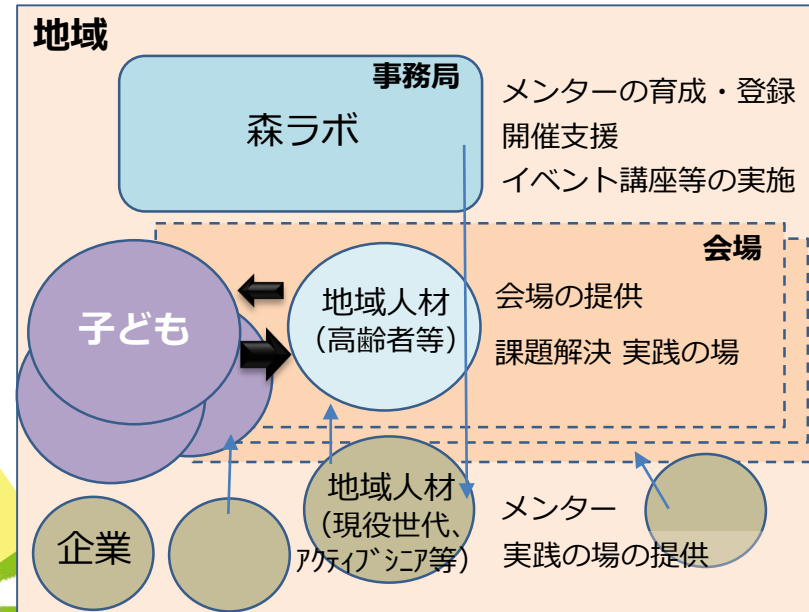 地域
事務局
森ラボ
メンターの育成・登録
開催支援
イベント講座等の実施
会場
子ども
地域人材
（高齢者等）
会場の提供
課題解決 実践の場
地域人材
（現役世代、
ｱｸﾃｨﾌﾞｼﾆｱ等）
メンター
実践の場の提供
企業